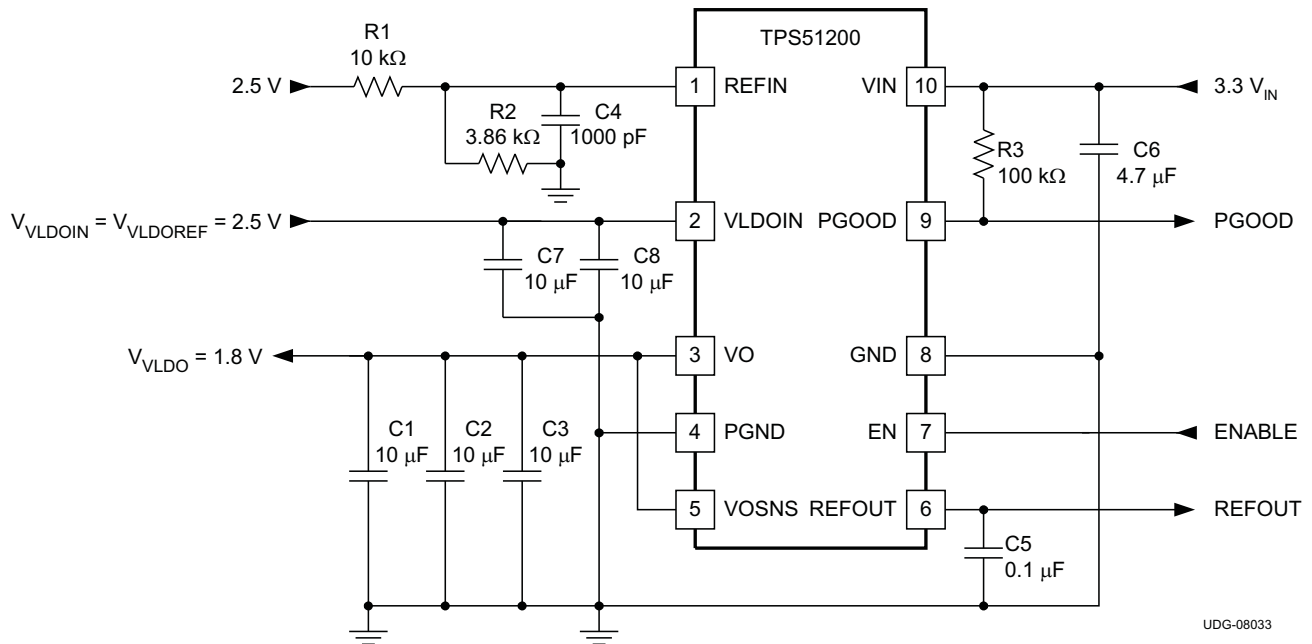 R1
10 kΩ
TPS51200
2.5 V
1 REFIN
VIN 10
3.3 V_IN
R2
3.86 kΩ
C4
1000 pF
R3
100 kΩ
C6
4.7 μF
V_VLDOIN = V_VLDOREF = 2.5 V
2 VLDOIN
PGOOD 9
PGOOD
C7
10 μF
C8
10 μF
V_VLDO = 1.8 V
3 VO
GND 8
C1
10 μF
C2
10 μF
C3
10 μF
4 PGND
EN 7
ENABLE
5 VOSNS
REFOUT 6
REFOUT
C5
0.1 μF
UDG-08033